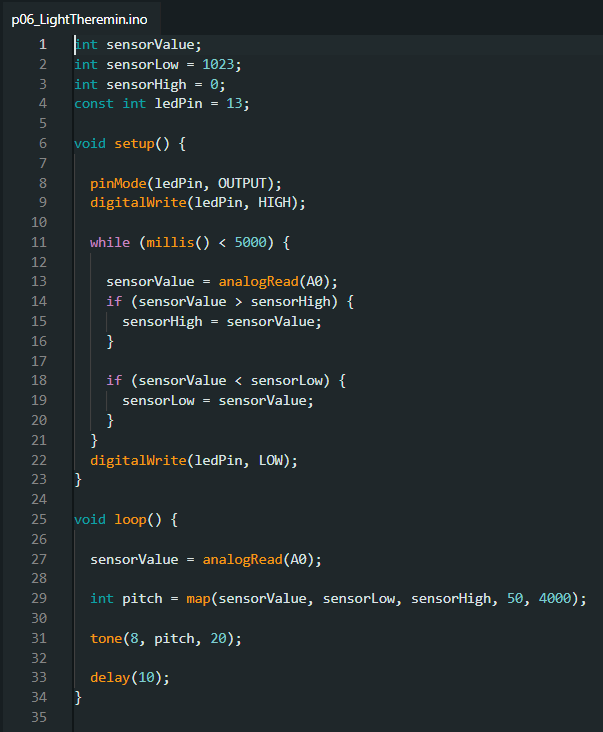 p06_LightTheremin.ino
1 int sensorValue;
2 int sensorLow = 1023;
3 int sensorHigh = 0;
4 const int ledPin = 13;
5
6 void setup() {
7
8   pinMode(ledPin, OUTPUT);
9   digitalWrite(ledPin, HIGH);
10
11   while (millis() < 5000) {
12
13     sensorValue = analogRead(A0);
14     if (sensorValue > sensorHigh) {
15       sensorHigh = sensorValue;
16     }
17
18     if (sensorValue < sensorLow) {
19       sensorLow = sensorValue;
20     }
21   }
22   digitalWrite(ledPin, LOW);
23 }
24
25 void loop() {
26
27   sensorValue = analogRead(A0);
28
29   int pitch = map(sensorValue, sensorLow, sensorHigh, 50, 4000);
30
31   tone(8, pitch, 20);
32
33   delay(10);
34 }
35